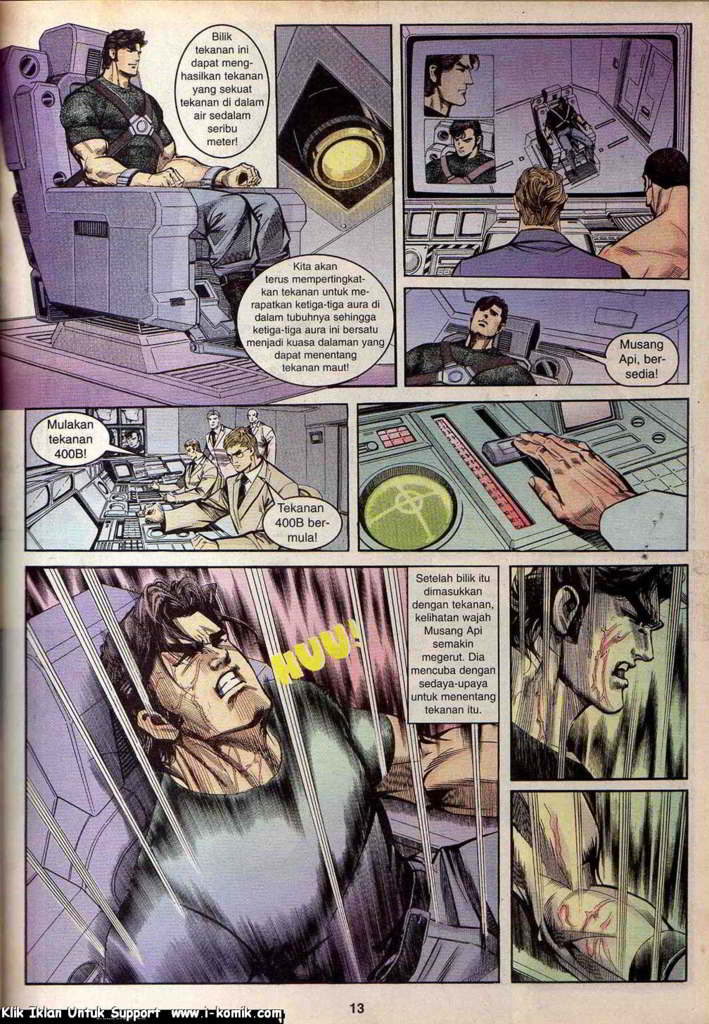 Bilik
tekanan ini
dapat meng-
hasilkan tekanan
yang sekuat
tekanan di dalam
air sedalam
seribu
meter!
Kita akan
terus mempertingkat-
kan tekanan untuk me-
rapatkan ketiga-tiga aura di
dalam tubuhnya sehingga
ketiga-tiga aura ini bersatu
menjadi kuasa dalaman yang
dapat menentang
tekanan maut!
Musang
Api, ber-
sedia!
Mulakan
tekanan
400B!
Tekanan
400B ber-
mula!
HUU!
Setelah bilik itu
dimasukkan
dengan tekanan,
kelihatan wajah
Musang Api
semakin
megerut. Dia
mencuba dengan
sedaya-upaya
untuk menentang
tekanan itu.
13
Klik Iklan Untuk Support www.i-komik.com